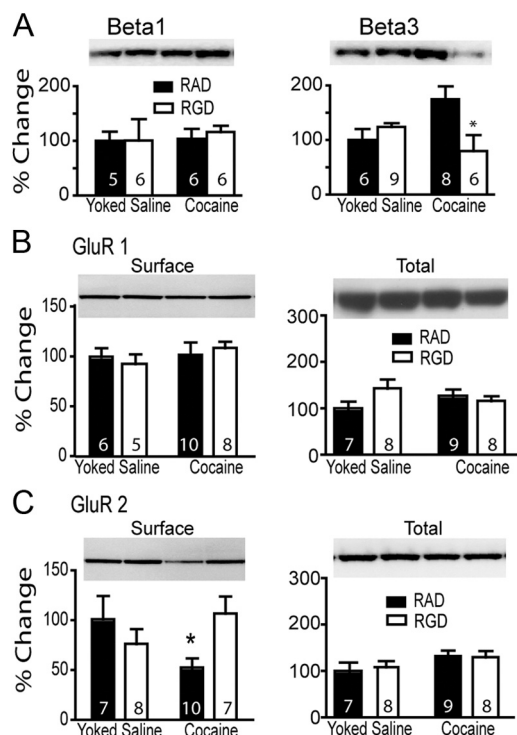 A
Beta1
Beta3
% Change
200
100
0
RAD
RGD
5 6 6 6
Yoked Saline Cocaine
200
100
0
*
6 9 8 6
Yoked Saline Cocaine
B
GluR 1
Surface
Total
% Change
150
100
50
0
6 5 10 8
Yoked Saline Cocaine
300
200
100
0
RAD
RGD
7 8 9 8
Yoked Saline Cocaine
C
GluR 2
Surface
Total
% Change
150
100
50
0
*
7 8 10 7
Yoked Saline Cocaine
300
200
100
0
RAD
RGD
7 8 9 8
Yoked Saline Cocaine